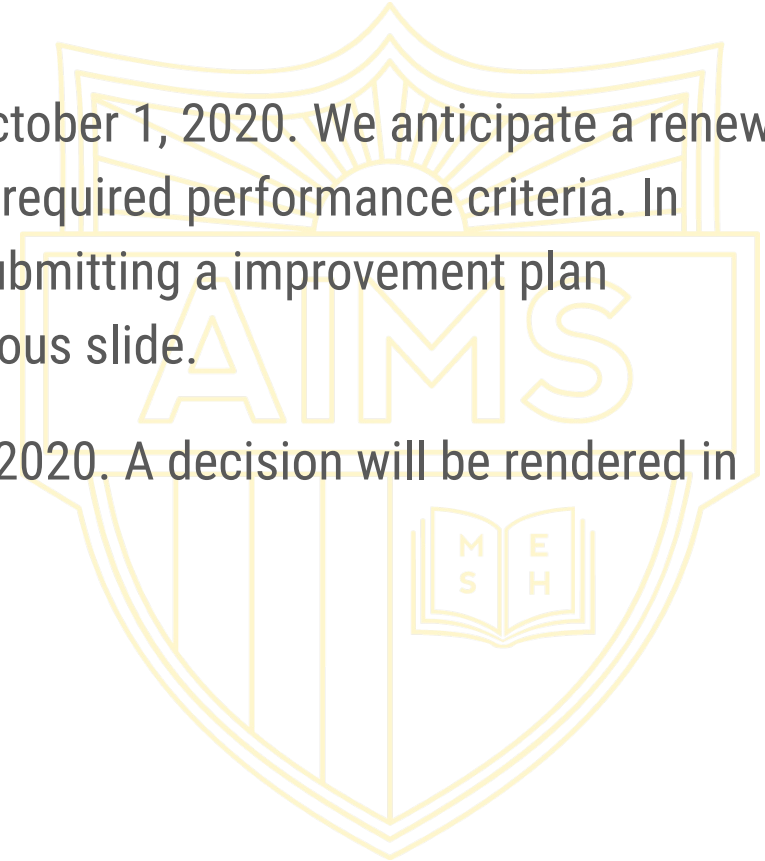 ctober 1, 2020. We anticipate a renew
required performance criteria. In
ubmitting a improvement plan
ous slide.
2020. A decision will be rendered in
AIMS
M E
S H